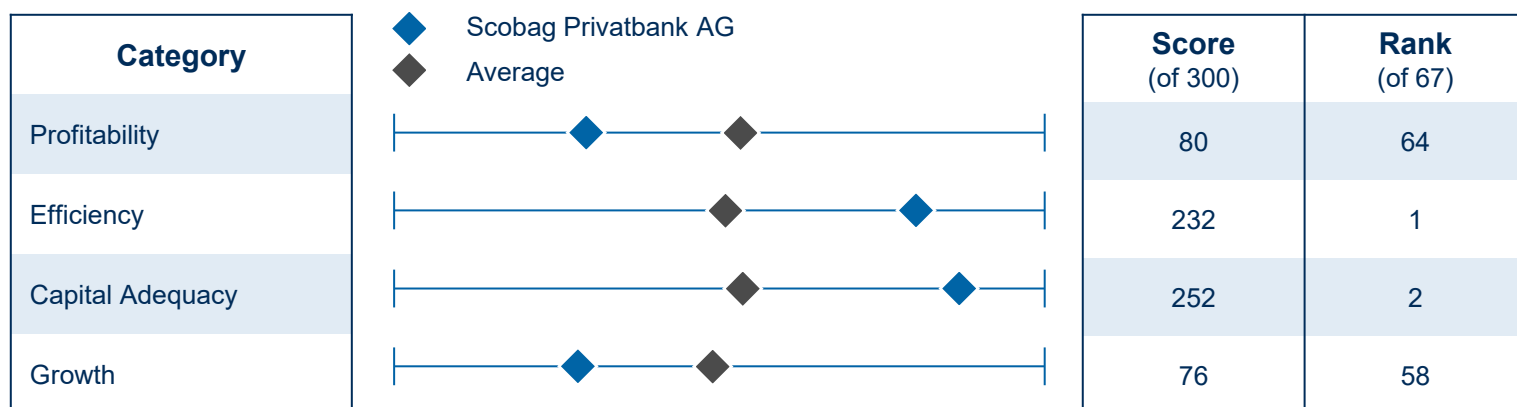 Category
Scobag Privatbank AG
Average
Score Rank
(of 300) (of 67)
Profitability 80 64
Efficiency 232 1
Capital Adequacy 252 2
Growth 76 58